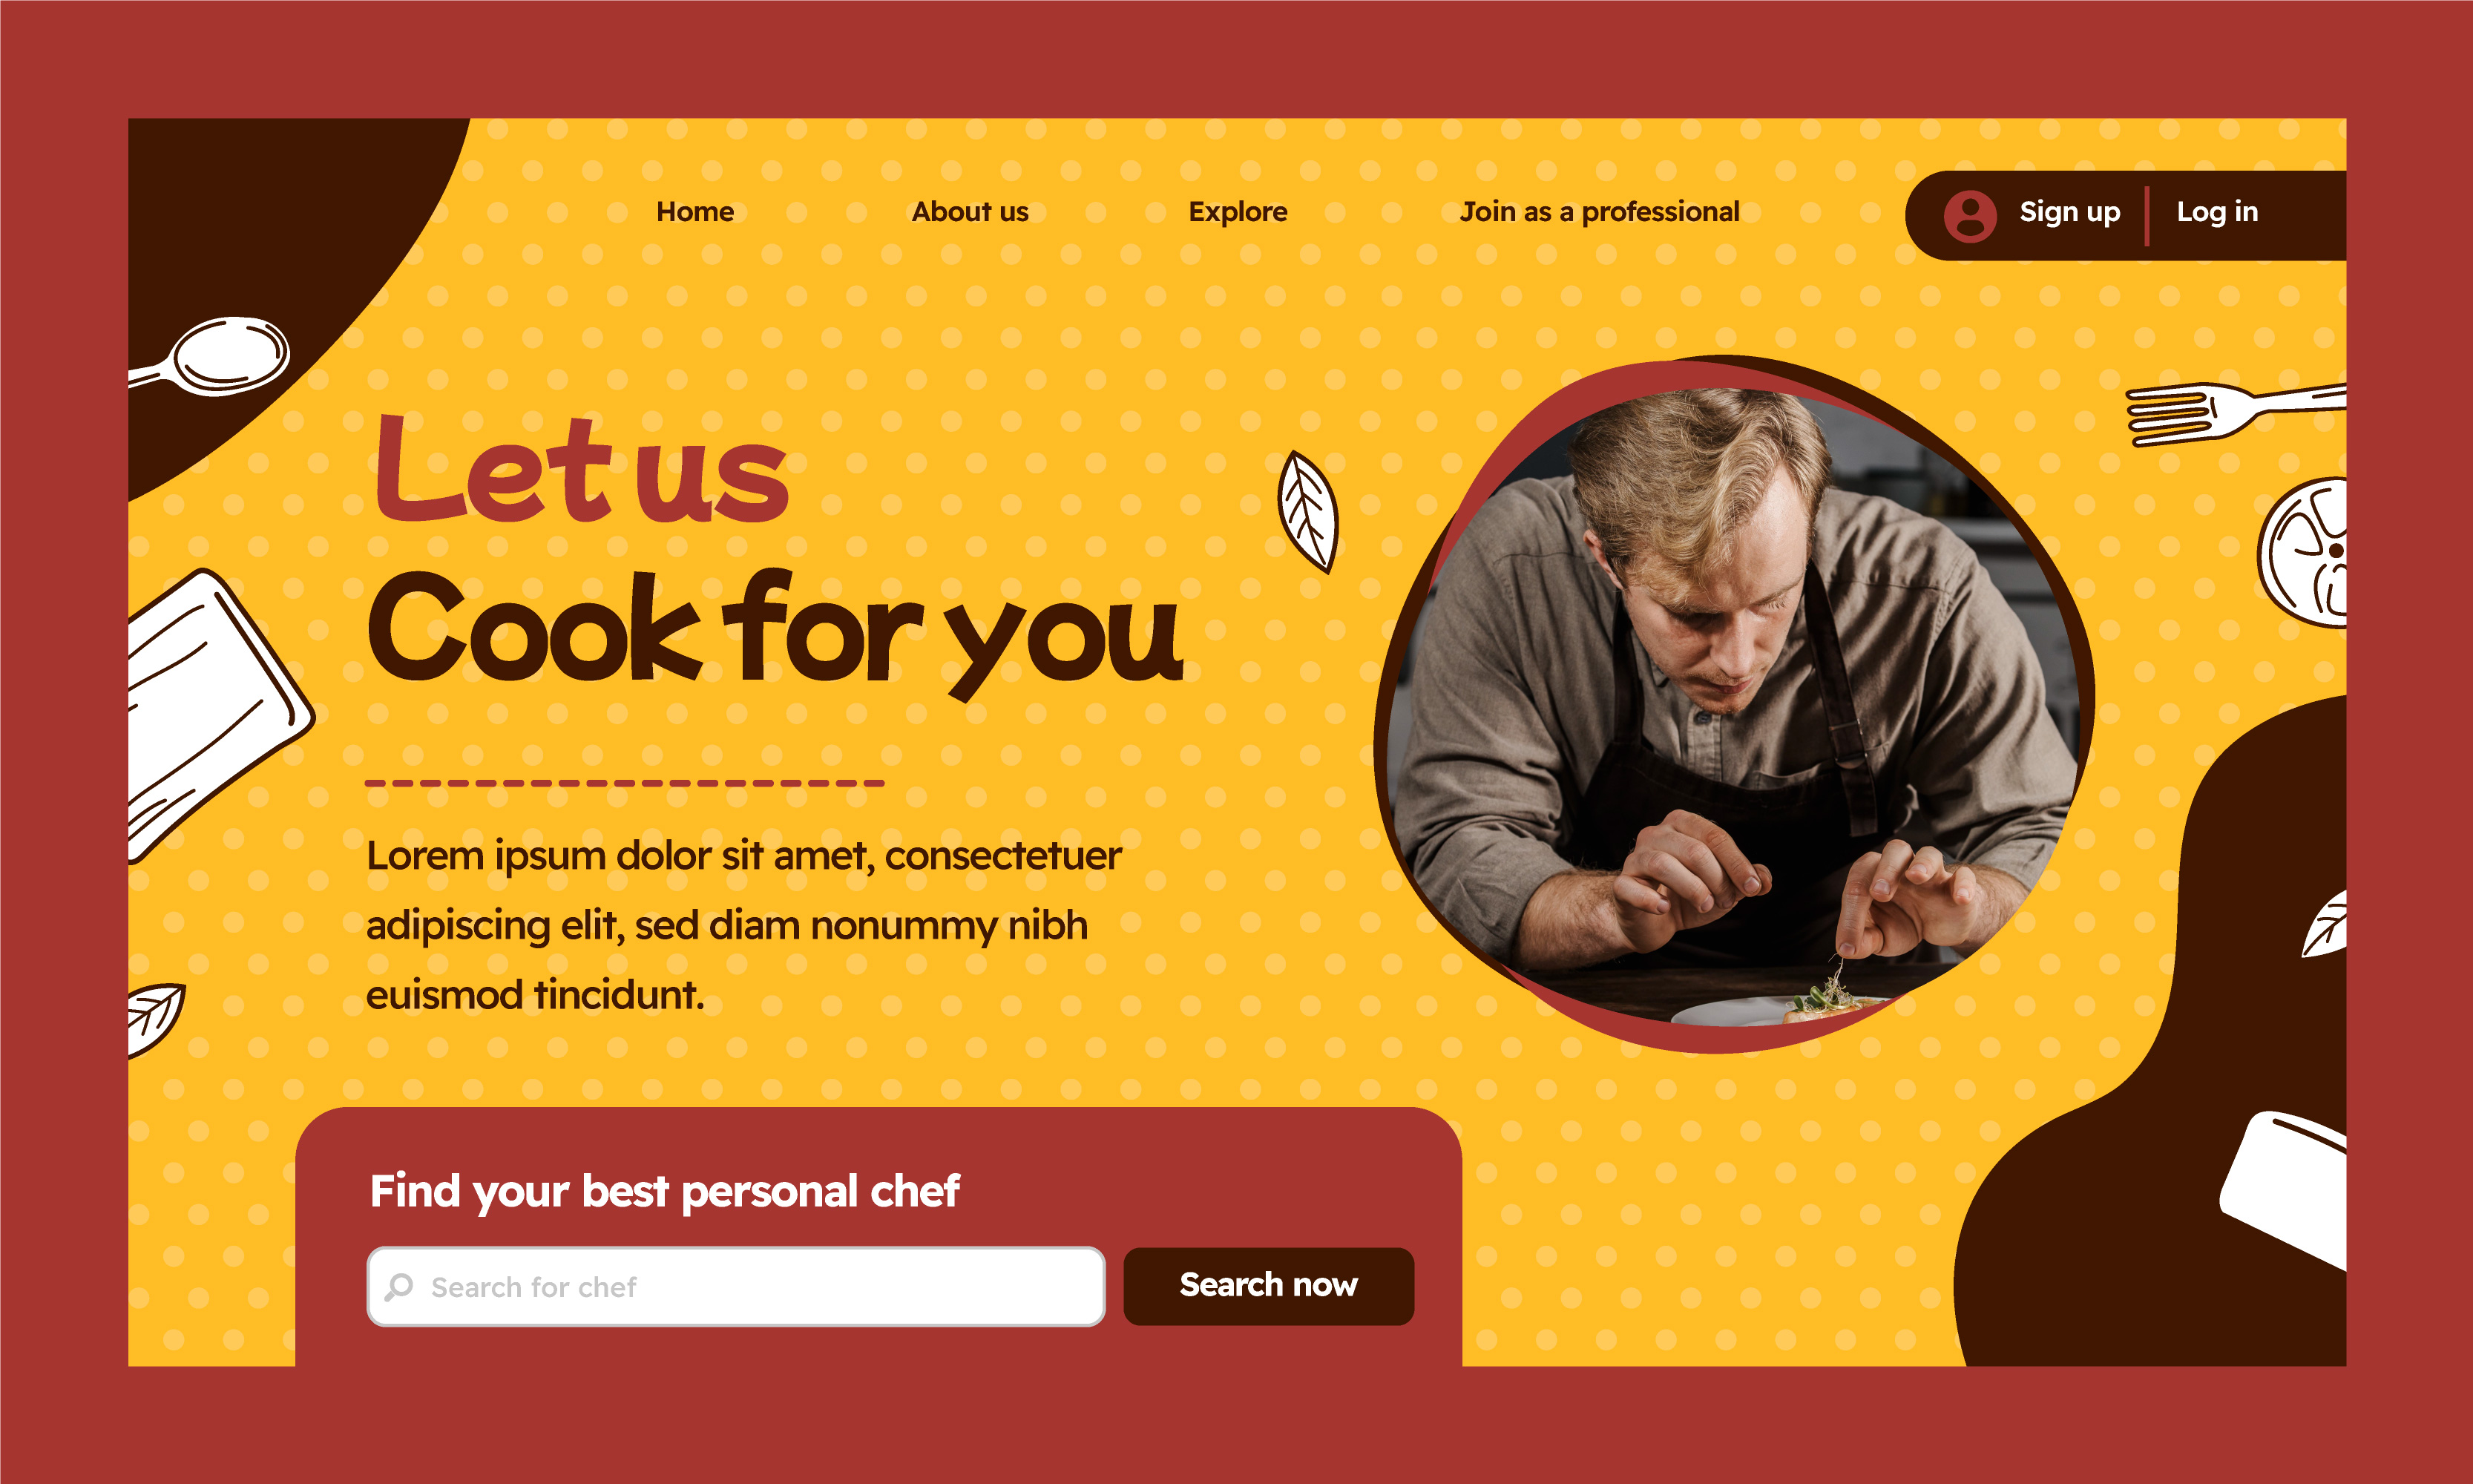 Home
About us
Explore
Join as a professional
Sign up
Log in
Let us
Cook for you
Lorem ipsum dolor sit amet, consectetuer
adipiscing elit, sed diam nonummy nibh
euismod tincidunt.
Find your best personal chef
Search for chef
Search now